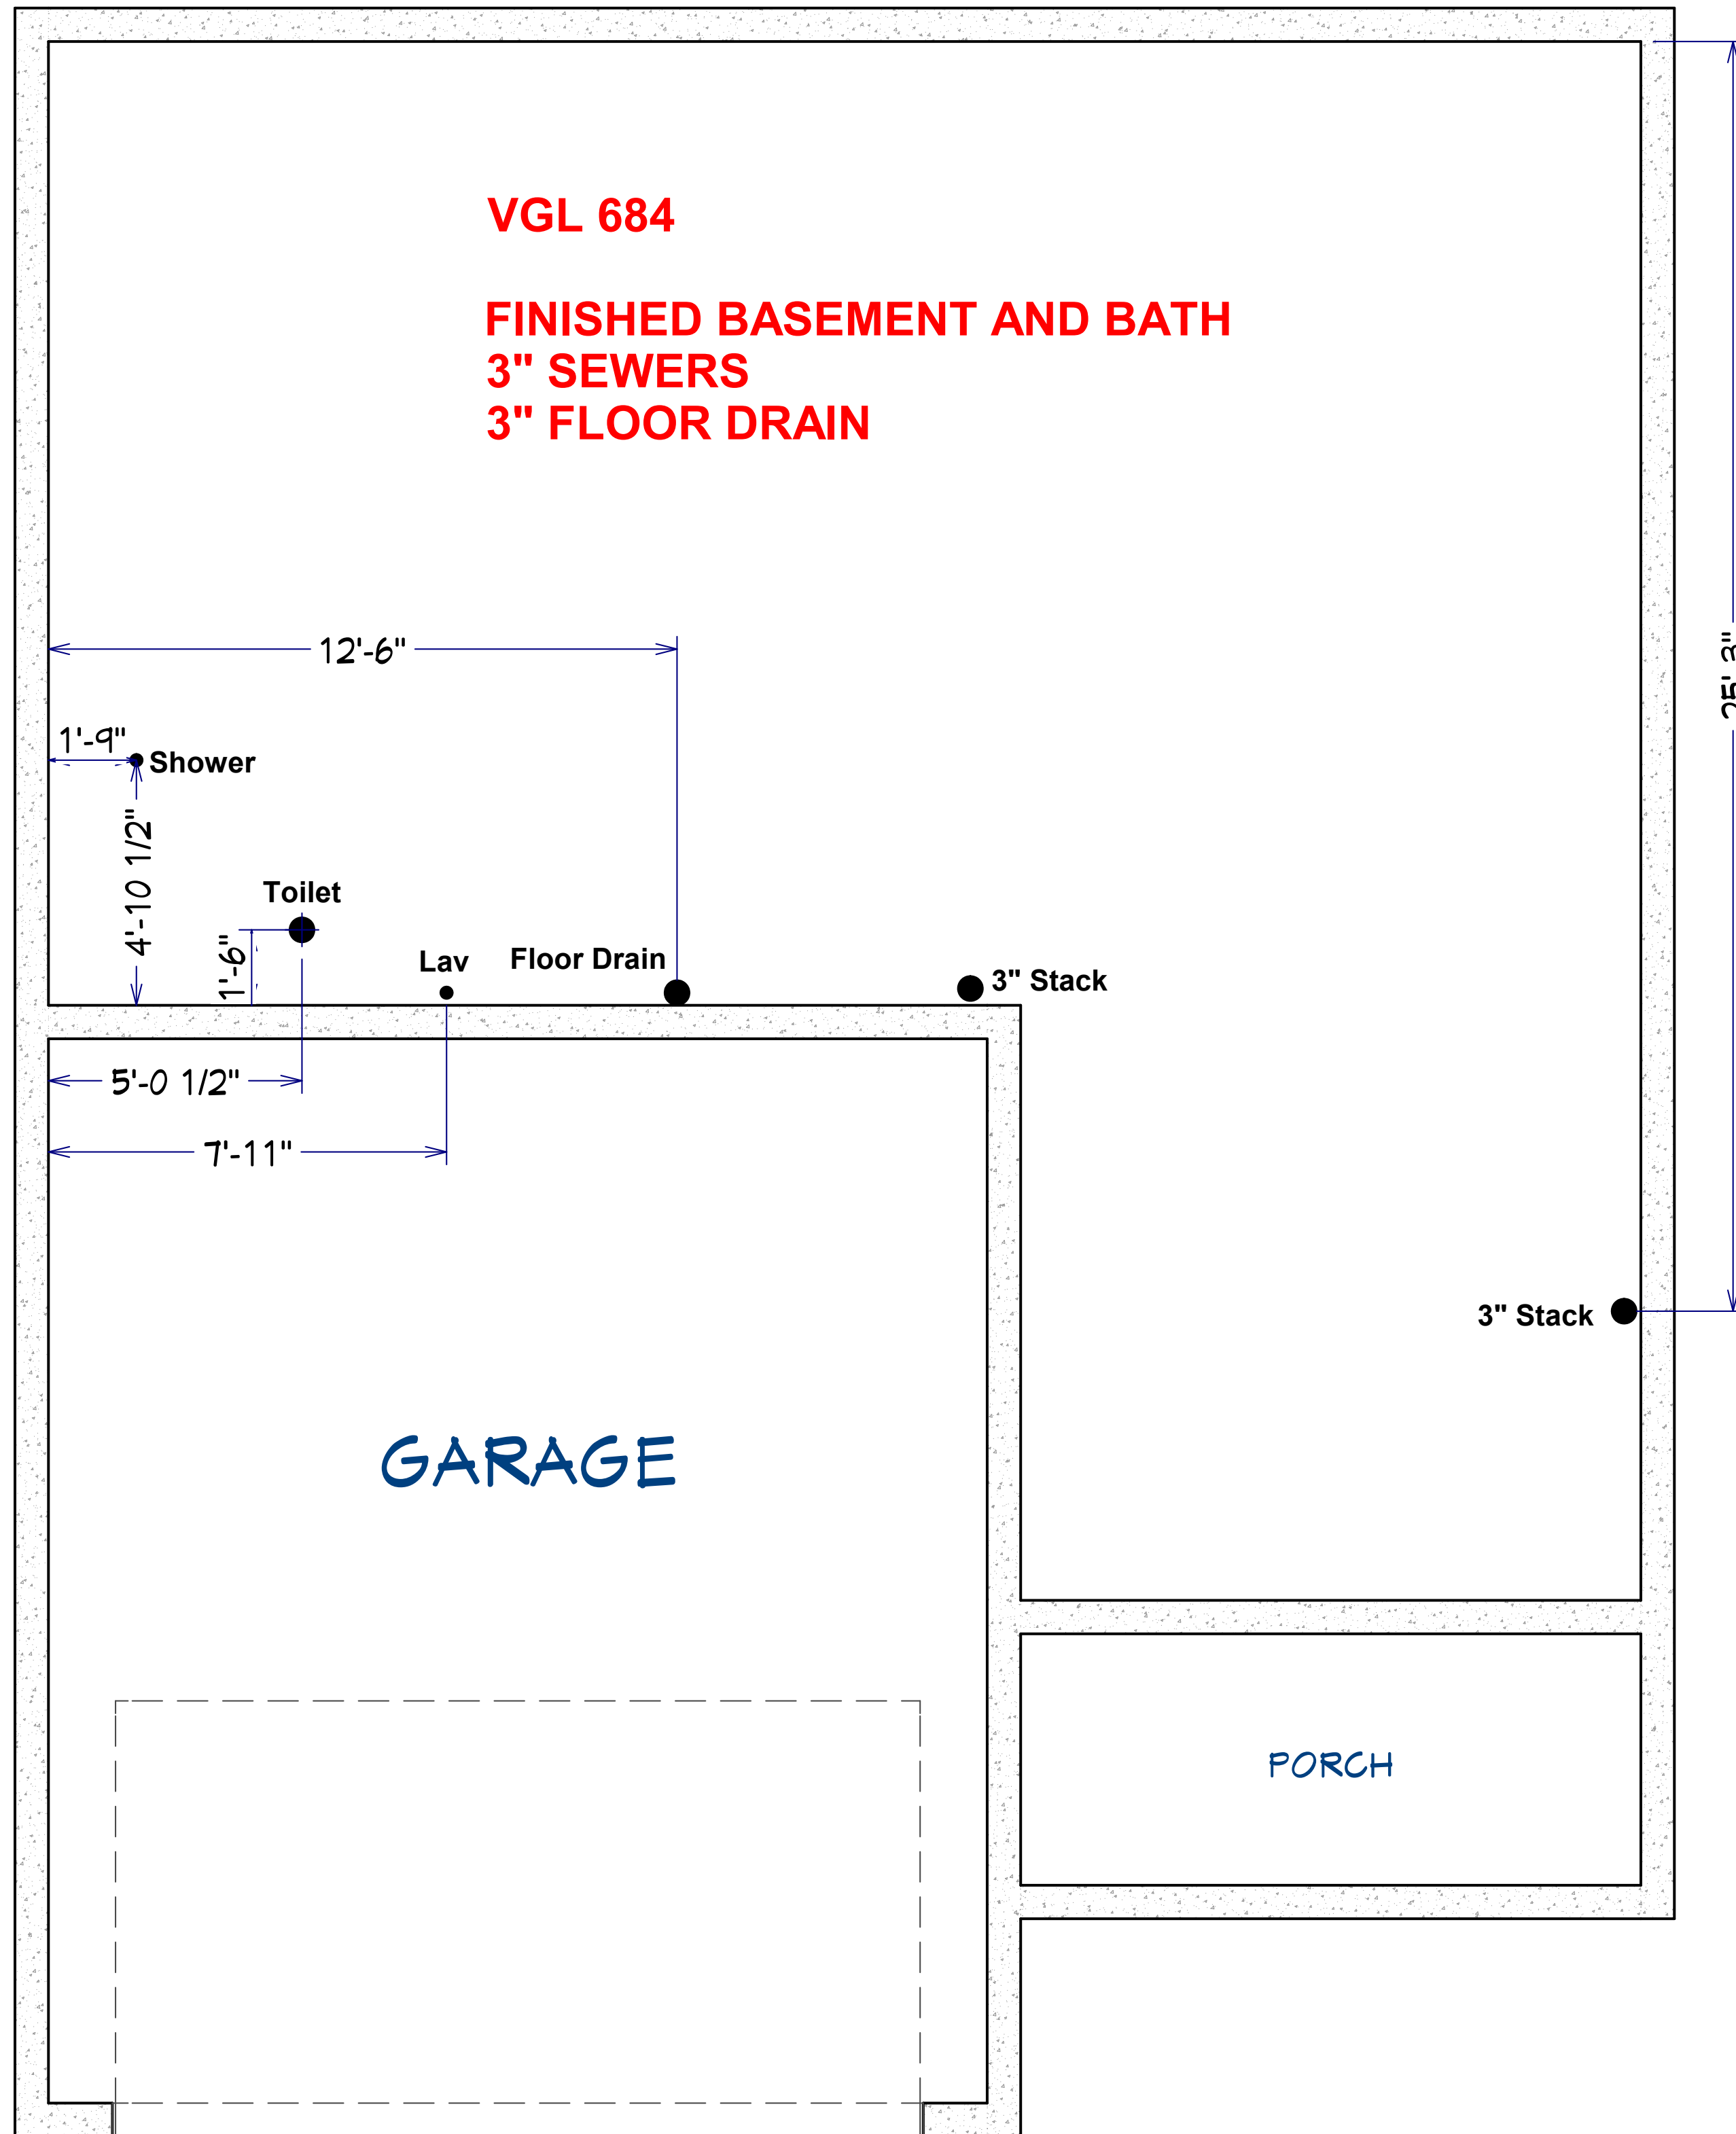 VGL 684
FINISHED BASEMENT AND BATH
3" SEWERS
3" FLOOR DRAIN
12'-6"
25'-3"
1'-9"
Shower
4'-10 1/2"
Toilet
1'-6"
Lav
Floor Drain
3" Stack
5'-0 1/2"
7'-11"
3" Stack
GARAGE
PORCH